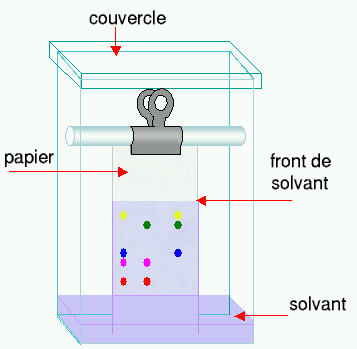 couvercle
papier
front de
solvant
solvant